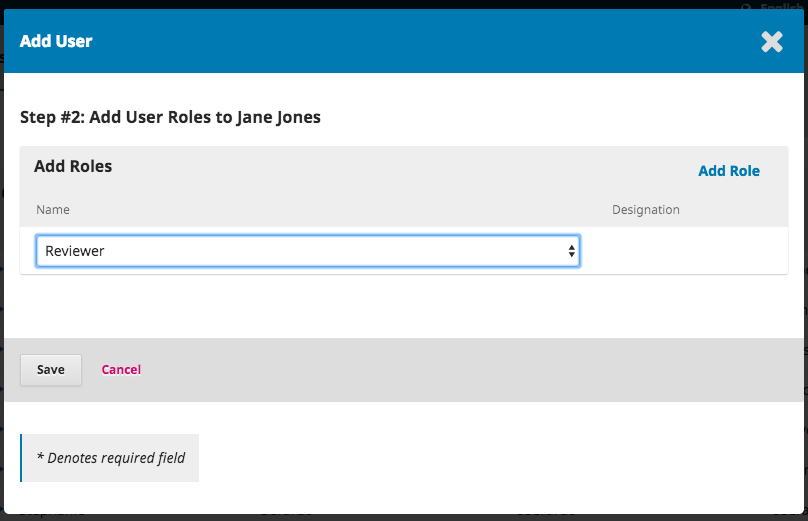 English
Add User
Step #2: Add User Roles to Jane Jones
Add Roles
Add Role
Name
Designation
Reviewer
Save
Cancel
* Denotes required field